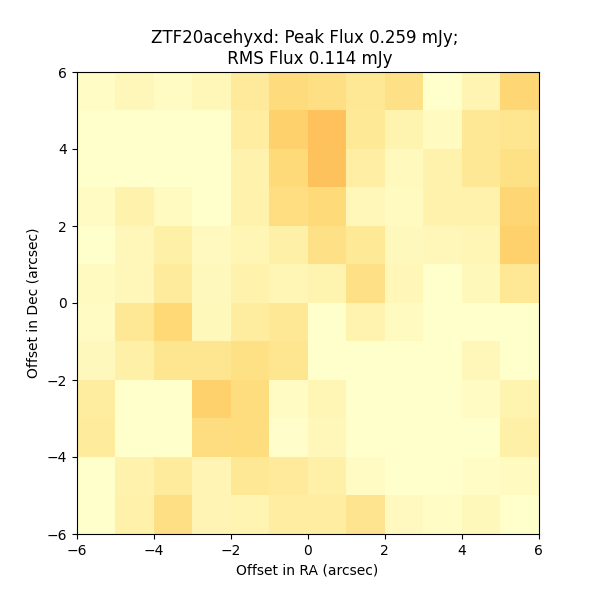 ZTF20acehyxd: Peak Flux 0.259 mJy;
RMS Flux 0.114 mJy
6
4
2
0
−2
−4
−6
Offset in Dec (arcsec)
−6 −4 −2 0 2 4 6
Offset in RA (arcsec)